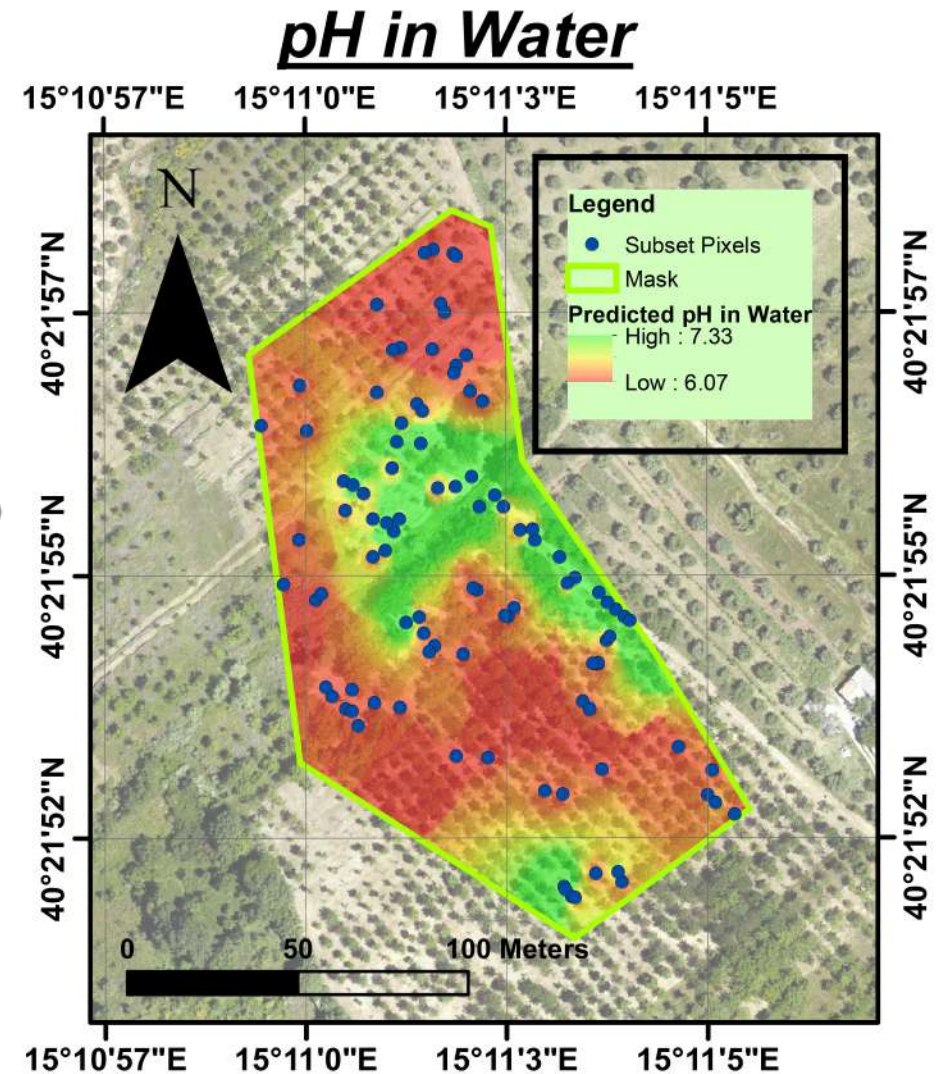 pH in Water
15°10'57"E 15°11'0"E 15°11'3"E 15°11'5"E
N
Legend
Subset Pixels
Mask
Predicted pH in Water
High : 7.33
Low : 6.07
40°21'57"N 40°21'57"N
40°21'55"N 40°21'55"N
40°21'52"N 40°21'52"N
0 50 100 Meters
15°10'57"E 15°11'0"E 15°11'3"E 15°11'5"E